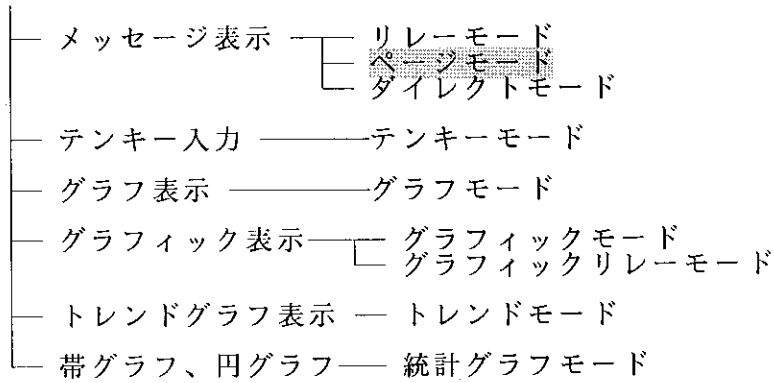 メッセージ表示 リレーモード
ページモード
ダイレクトモード
テンキー入力 テンキーモード
グラフ表示 グラフモード
グラフィック表示 グラフィックモード
グラフィックリレーモード
トレンドグラフ表示 トレンドモード
帯グラフ、円グラフ 統計グラフモード